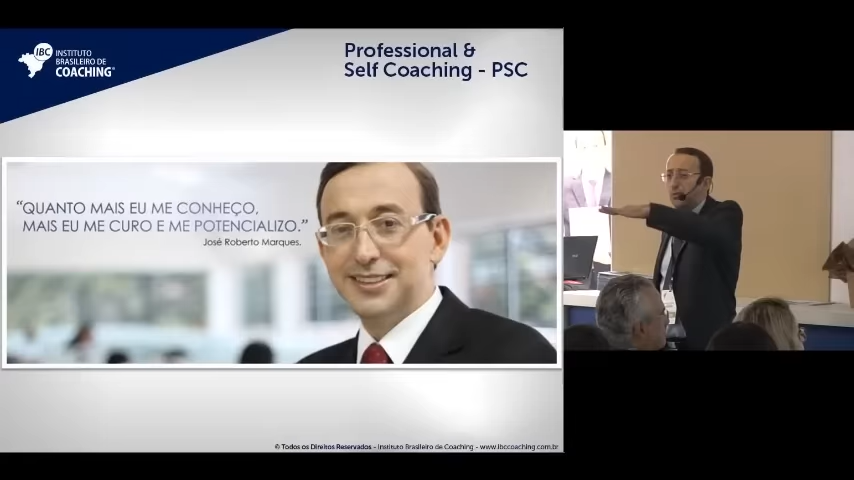 IBC
INSTITUTO
BRASILEIRO DE
COACHING®
Professional &
Self Coaching - PSC
“QUANTO MAIS EU ME CONHEÇO,
MAIS EU ME CURO E ME POTENCIALIZO.”
José Roberto Marques.
© Todos os Direitos Reservados - Instituto Brasileiro de Coaching - www.ibccoaching.com.br